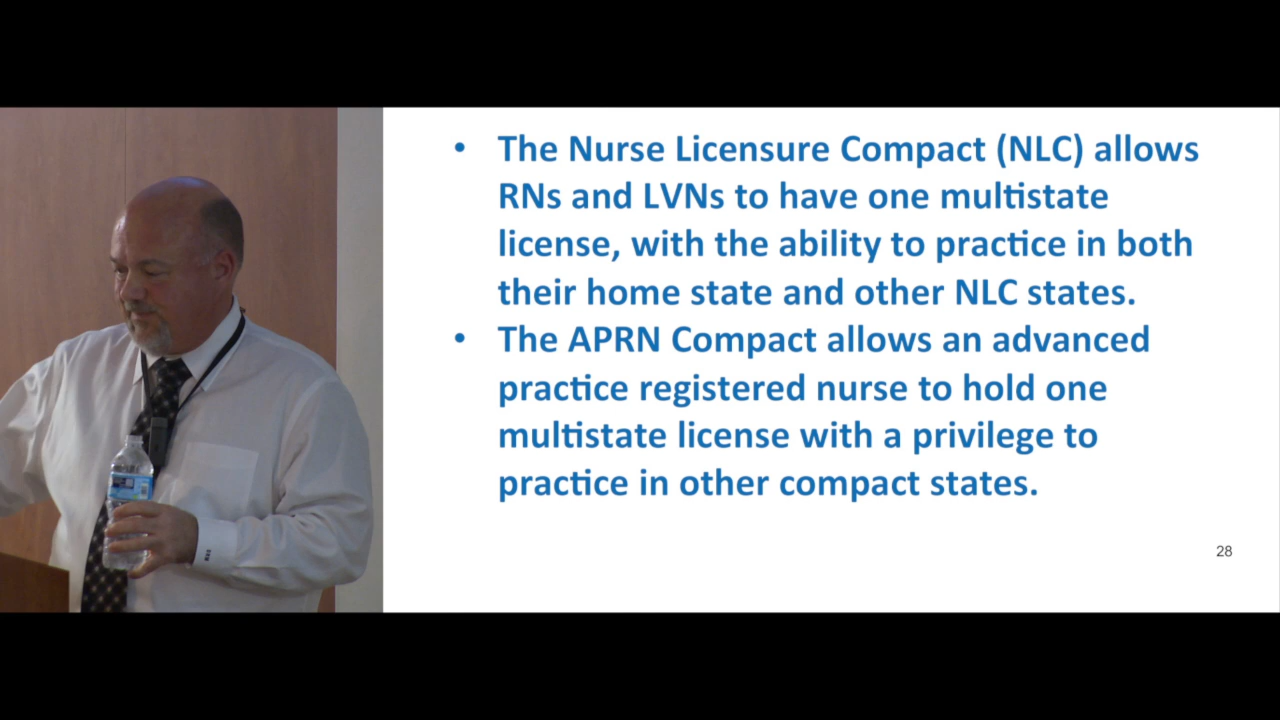 • The Nurse Licensure Compact (NLC) allows
RNs and LVNs to have one multistate
license, with the ability to practice in both
their home state and other NLC states.
• The APRN Compact allows an advanced
practice registered nurse to hold one
multistate license with a privilege to
practice in other compact states.
28